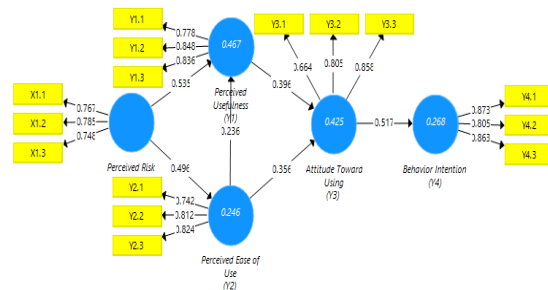 Y1.1
Y1.2
Y1.3
0.778
0.848
0.836
0.467
Perceived
Usefulness
(Y1)
Y3.1
Y3.2
Y3.3
0.664
0.805
0.858
X1.1
X1.2
X1.3
0.767
0.785
0.748
Perceived Risk
0.535
0.496
0.236
0.396
0.356
0.425
Attitude Toward
Using
(Y3)
0.517
0.268
Behavior Intention
(Y4)
0.873
0.805
0.863
Y4.1
Y4.2
Y4.3
Y2.1
Y2.2
Y2.3
0.742
0.812
0.824
0.246
Perceived Ease of
Use
(Y2)